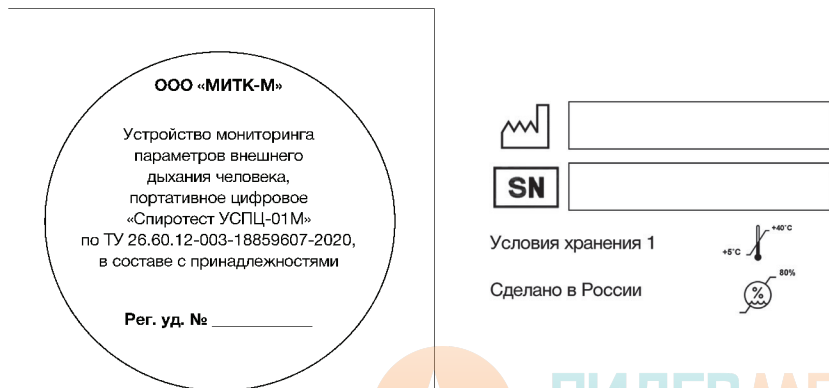 ООО «МИТК-М»
Устройство мониторинга
параметров внешнего
дыхания человека,
портативное цифровое
«Спиротест УСПЦ-01М»
по ТУ 26.60.12-003-18859607-2020,
в составе с принадлежностями
Рег. уд. № ____________
SN
Условия хранения 1
+5°C
+40°C
Сделано в России
%
80%